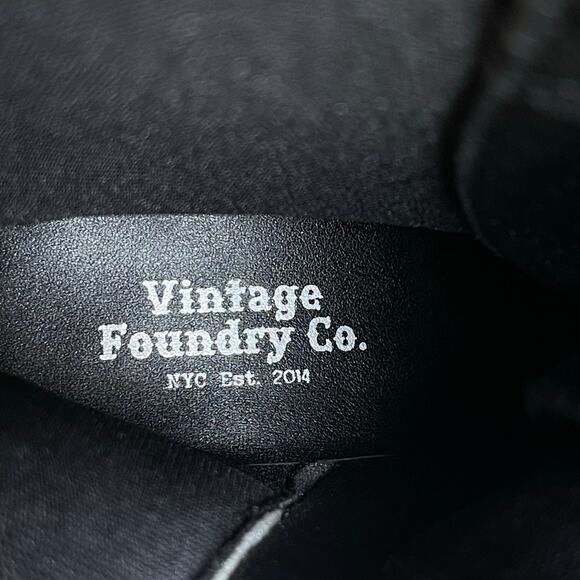 Vintage
Foundry Co.
NYC Est. 2014